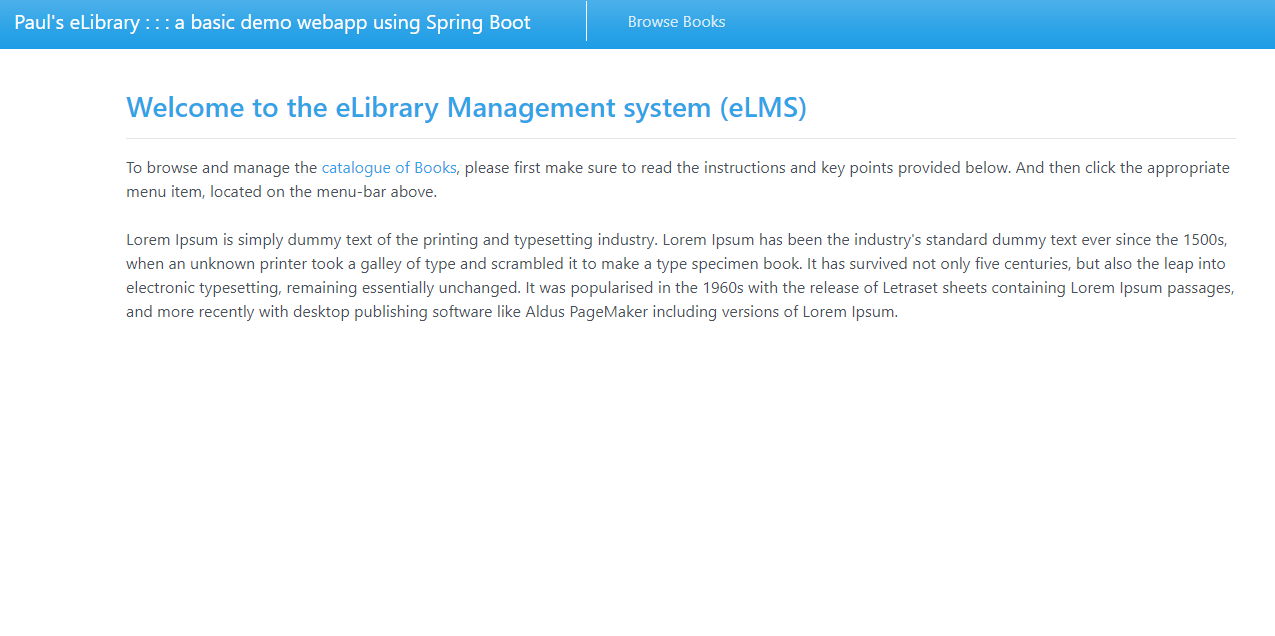 Paul's eLibrary : : : a basic demo webapp using Spring Boot
Browse Books
Welcome to the eLibrary Management system (eLMS)
To browse and manage the catalogue of Books, please first make sure to read the instructions and key points provided below. And then click the appropriate
menu item, located on the menu-bar above.
Lorem Ipsum is simply dummy text of the printing and typesetting industry. Lorem Ipsum has been the industry's standard dummy text ever since the 1500s,
when an unknown printer took a galley of type and scrambled it to make a type specimen book. It has survived not only five centuries, but also the leap into
electronic typesetting, remaining essentially unchanged. It was popularised in the 1960s with the release of Letraset sheets containing Lorem Ipsum passages,
and more recently with desktop publishing software like Aldus PageMaker including versions of Lorem Ipsum.